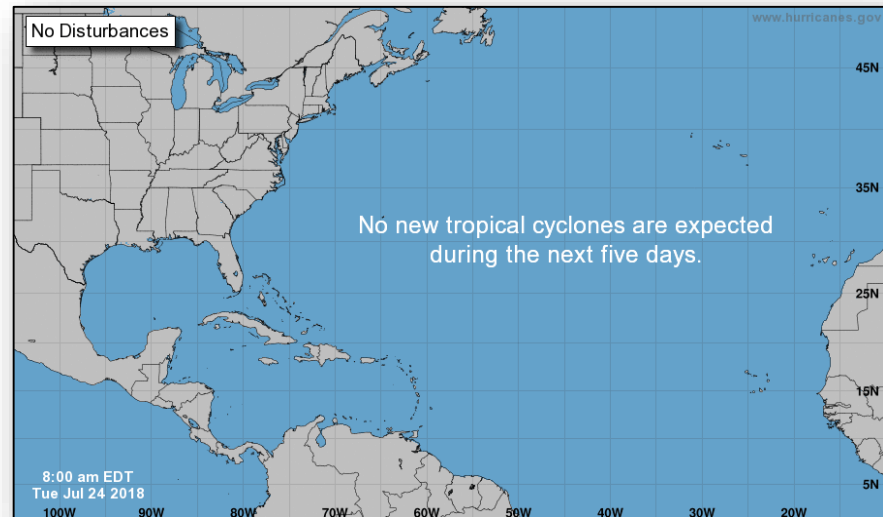 No Disturbances
www.hurricanes.gov
45N
35N
No new tropical cyclones are expected
during the next five days.
25N
15N
8:00 am EDT
Tue Jul 24 2018
5N
100W 90W 80W 70W 60W 50W 40W 30W 20W